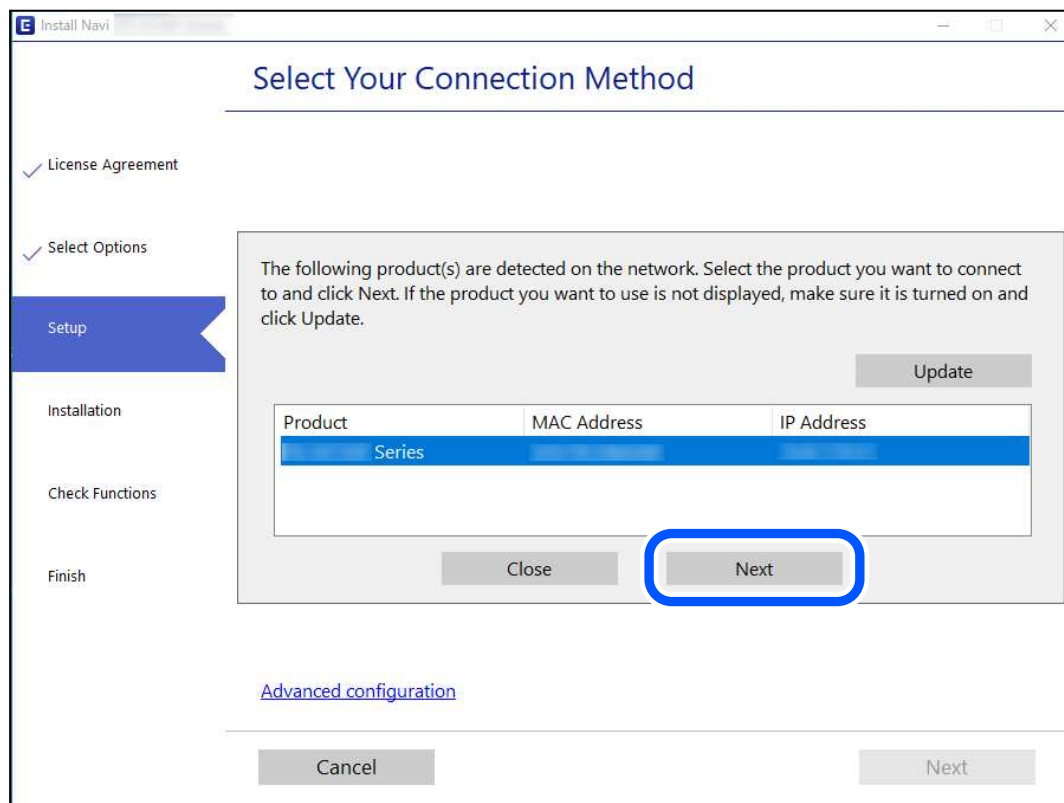 Install Navi
Select Your Connection Method
License Agreement
Select Options
Setup
Installation
Check Functions
Finish
The following product(s) are detected on the network. Select the product you want to connect
to and click Next. If the product you want to use is not displayed, make sure it is turned on and
click Update.
Update
Product MAC Address IP Address
Series
Close Next
Advanced configuration
Cancel Next